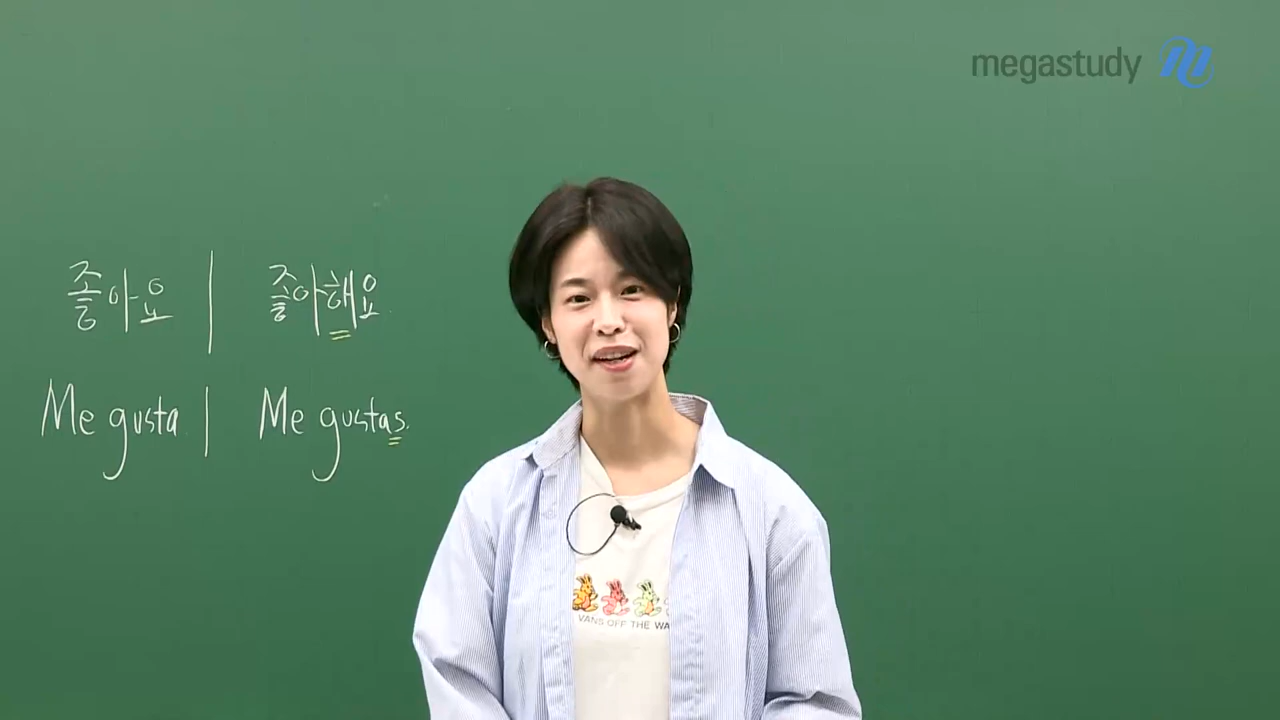 megastudy
좋아요 | 좋아해요
Me gusta | Me gustas.
VANS OFF THE WA